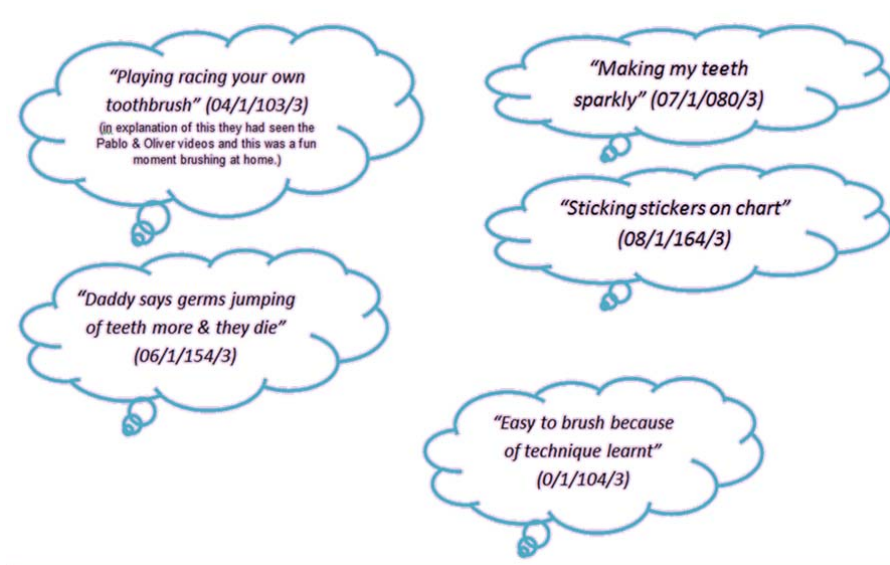 “Playing racing your own
toothbrush” (04/1/103/3)
(in explanation of this they had seen the
Pablo & Oliver videos and this was a fun
moment brushing at home.)
“Making my teeth
sparkly” (07/1/080/3)
“Sticking stickers on chart”
(08/1/164/3)
“Daddy says germs jumping
of teeth more & they die”
(06/1/154/3)
“Easy to brush because
of technique learnt”
(0/1/104/3)